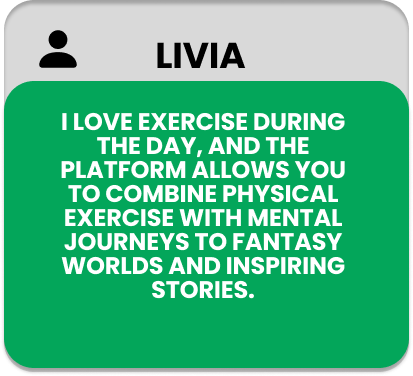 LIVIA
I LOVE EXERCISE DURING
THE DAY, AND THE
PLATFORM ALLOWS YOU
TO COMBINE PHYSICAL
EXERCISE WITH MENTAL
JOURNEYS TO FANTASY
WORLDS AND INSPIRING
STORIES.